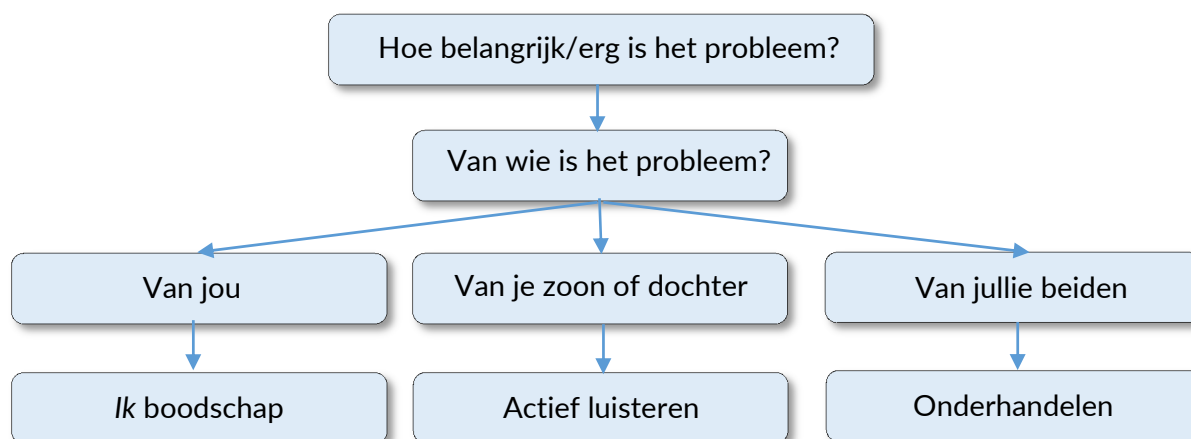 Hoe belangrijk/erg is het probleem?
Van wie is het probleem?
Van jou
Van je zoon of dochter
Van jullie beiden
Ik boodschap
Actief luisteren
Onderhandelen